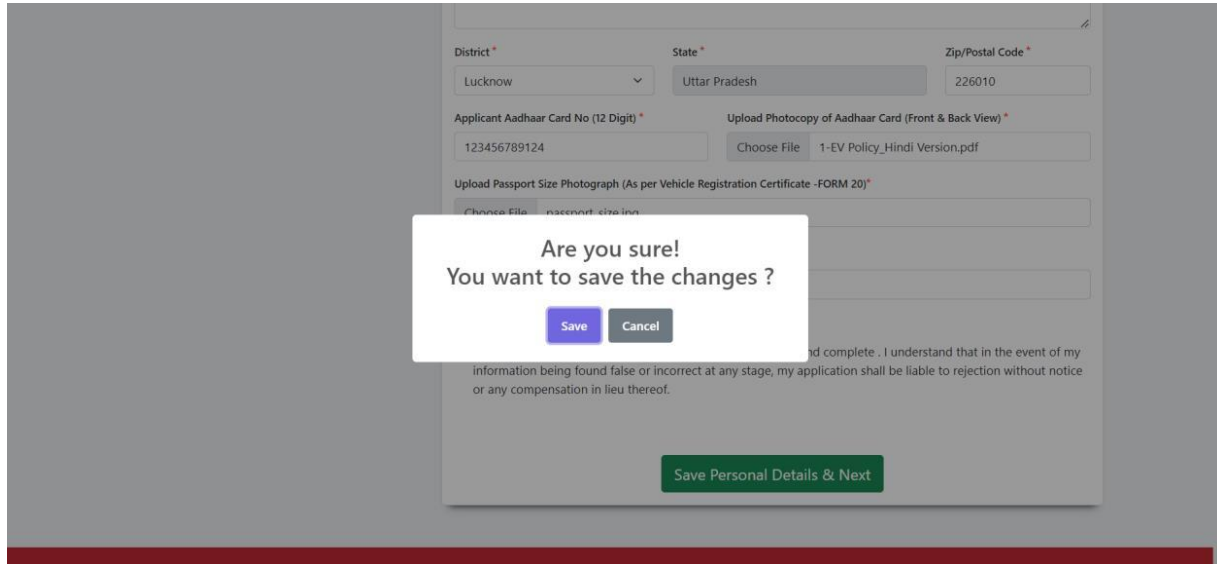 District *
State *
Zip/Postal Code *
Lucknow
Uttar Pradesh
226010
Applicant Aadhaar Card No (12 Digit) *
Upload Photocopy of Aadhaar Card (Front & Back View) *
123456789124
Choose File 1-EV Policy_Hindi Version.pdf
Upload Passport Size Photograph (As per Vehicle Registration Certificate -FORM 20)*
Choose File passport_size.jpg
Are you sure!
You want to save the changes ?
Save
Cancel
nd complete . I understand that in the event of my
information being found false or incorrect at any stage, my application shall be liable to rejection without notice
or any compensation in lieu thereof.
Save Personal Details & Next